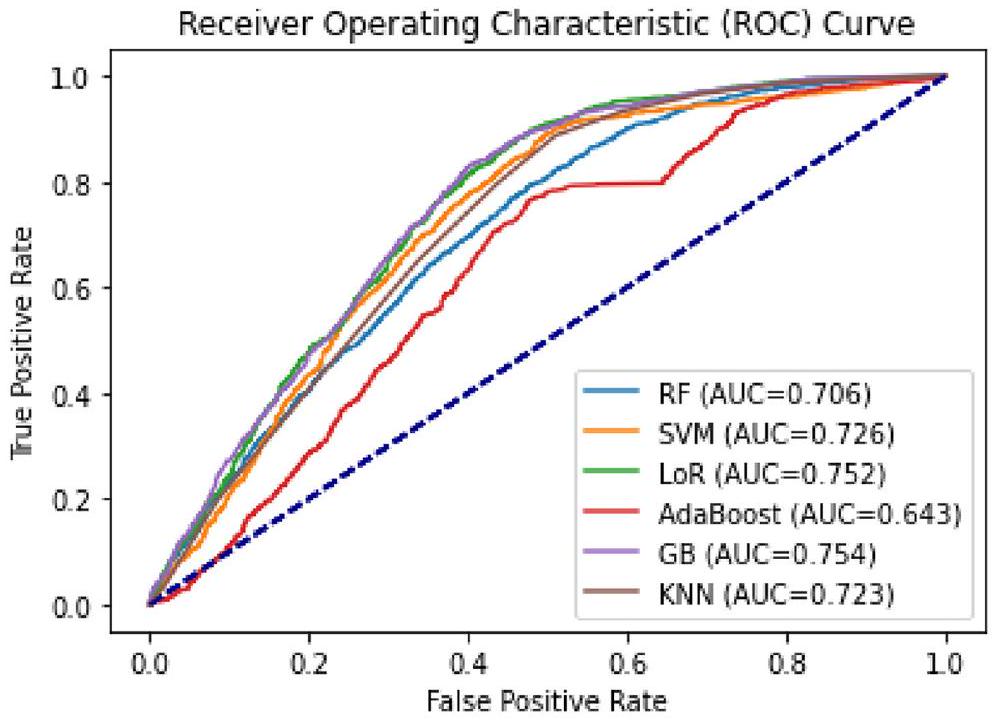 Receiver Operating Characteristic (ROC) Curve
True Positive Rate
1.0
0.8
0.6
0.4
0.2
0.0
RF (AUC=0.706)
SVM (AUC=0.726)
LoR (AUC=0.752)
AdaBoost (AUC=0.643)
GB (AUC=0.754)
KNN (AUC=0.723)
0.0 0.2 0.4 0.6 0.8 1.0
False Positive Rate